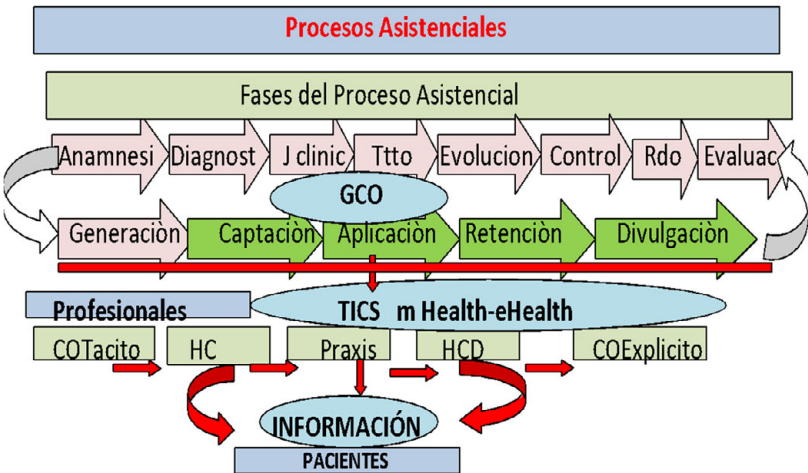 Procesos Asistenciales
Fases del Proceso Asistencial
Anamnesi Diagnost J clinic Ttto Evolucion Control Rdo Evaluac
GCO
Generaciòn Captaciòn Aplicaciòn Retenciòn Divulgaciòn
Profesionales TICS m Health-eHealth
COTacito HC Praxis HCD COExplicito
INFORMACIÓN
PACIENTES